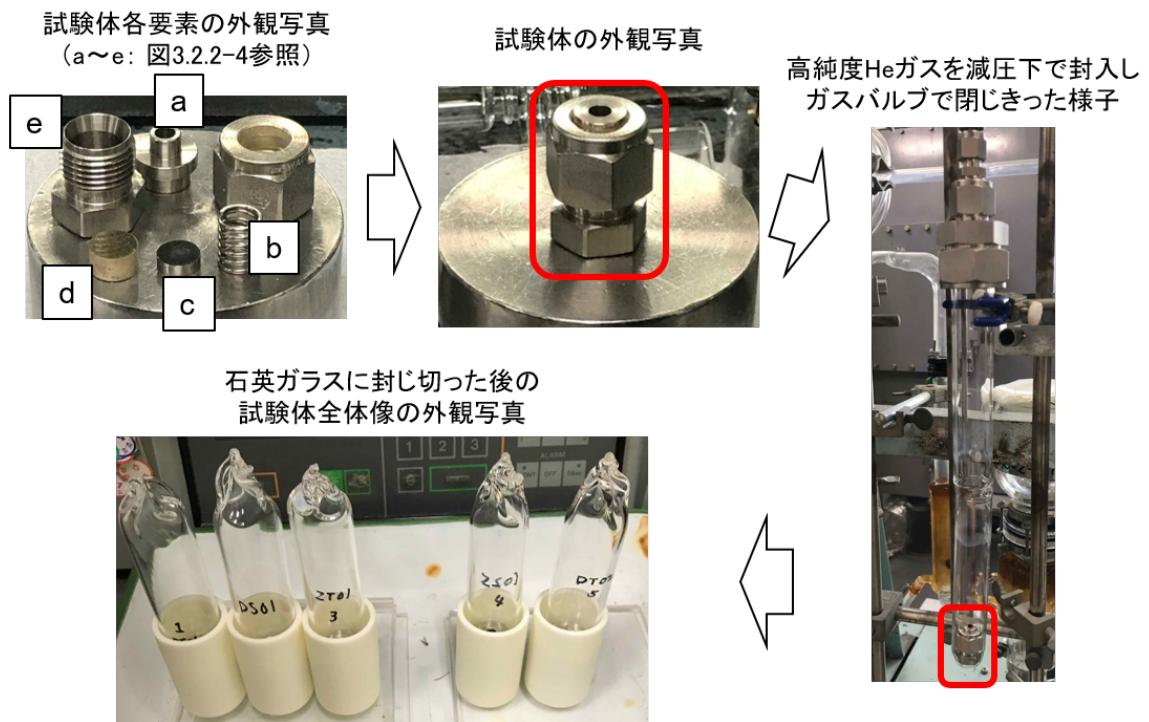 試験体各要素の外観写真
（a～e: 図3.2.2-4参照）
試験体の外観写真
高純度Heガスを減圧下で封入し
ガスバルブで閉じきった様子
a
e
b
d
c
石英ガラスに封じ切った後の
試験体全体像の外観写真
1 2 3
ALARM
OFF
1
DS01
ZT01
3
ZS01
4
5